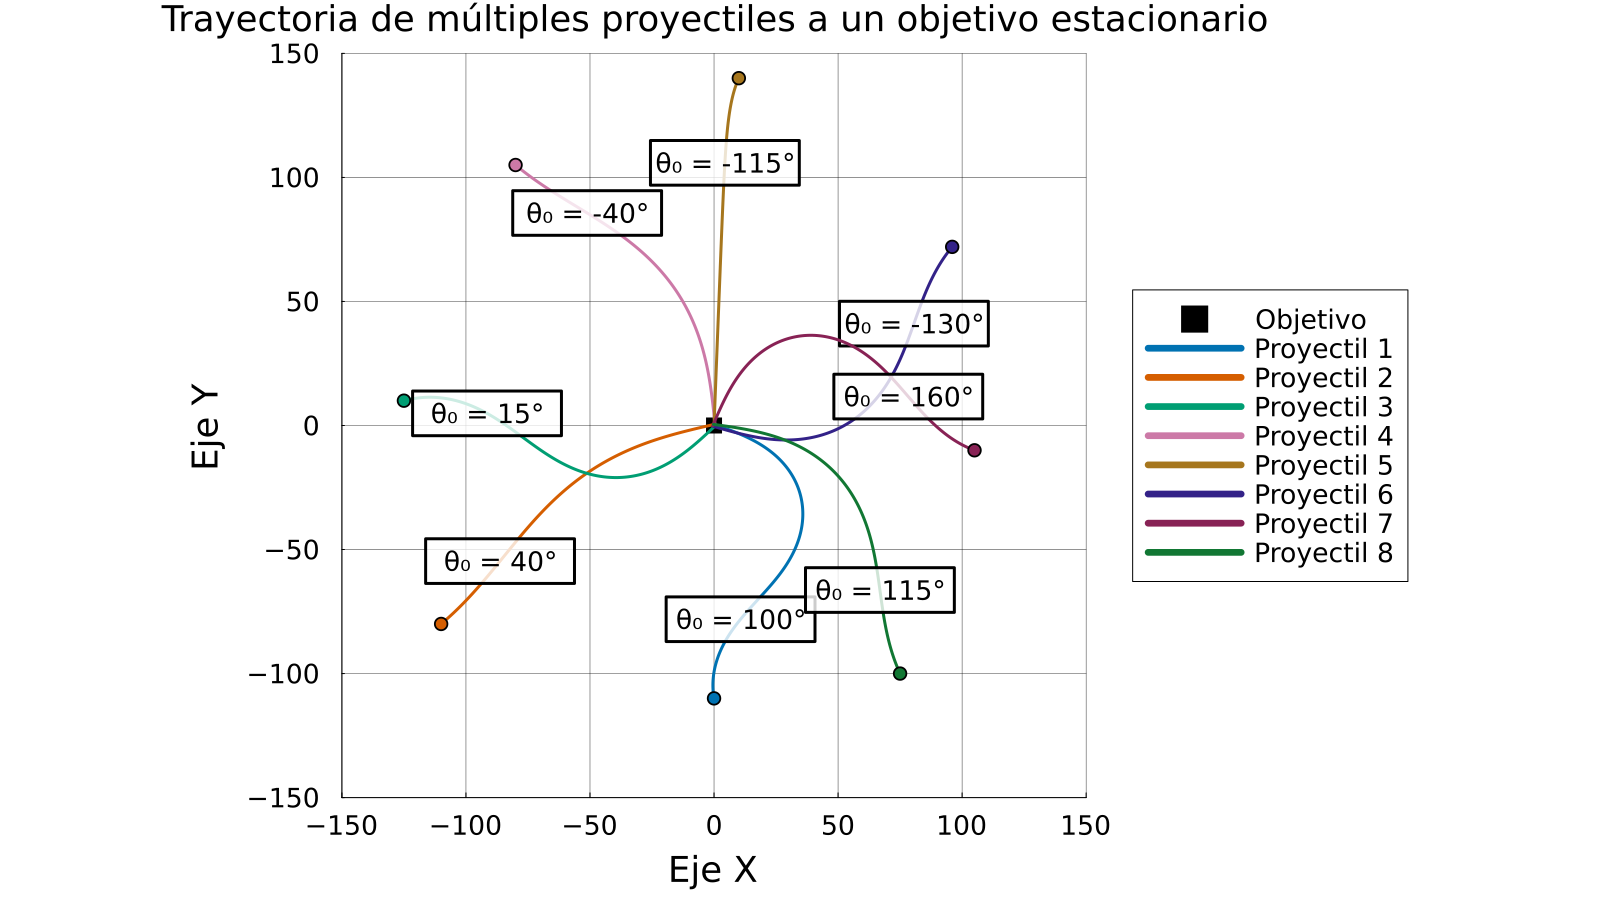 Trayectoria de múltiples proyectiles a un objetivo estacionario
150
100
50
0
−50
−100
−150
−150
−100
−50
0
50
100
150
Eje Y
Eje X
θ₀ = -115°
θ₀ = -40°
θ₀ = -130°
θ₀ = 160°
θ₀ = 15°
θ₀ = 40°
θ₀ = 115°
θ₀ = 100°
Objetivo
Proyectil 1
Proyectil 2
Proyectil 3
Proyectil 4
Proyectil 5
Proyectil 6
Proyectil 7
Proyectil 8